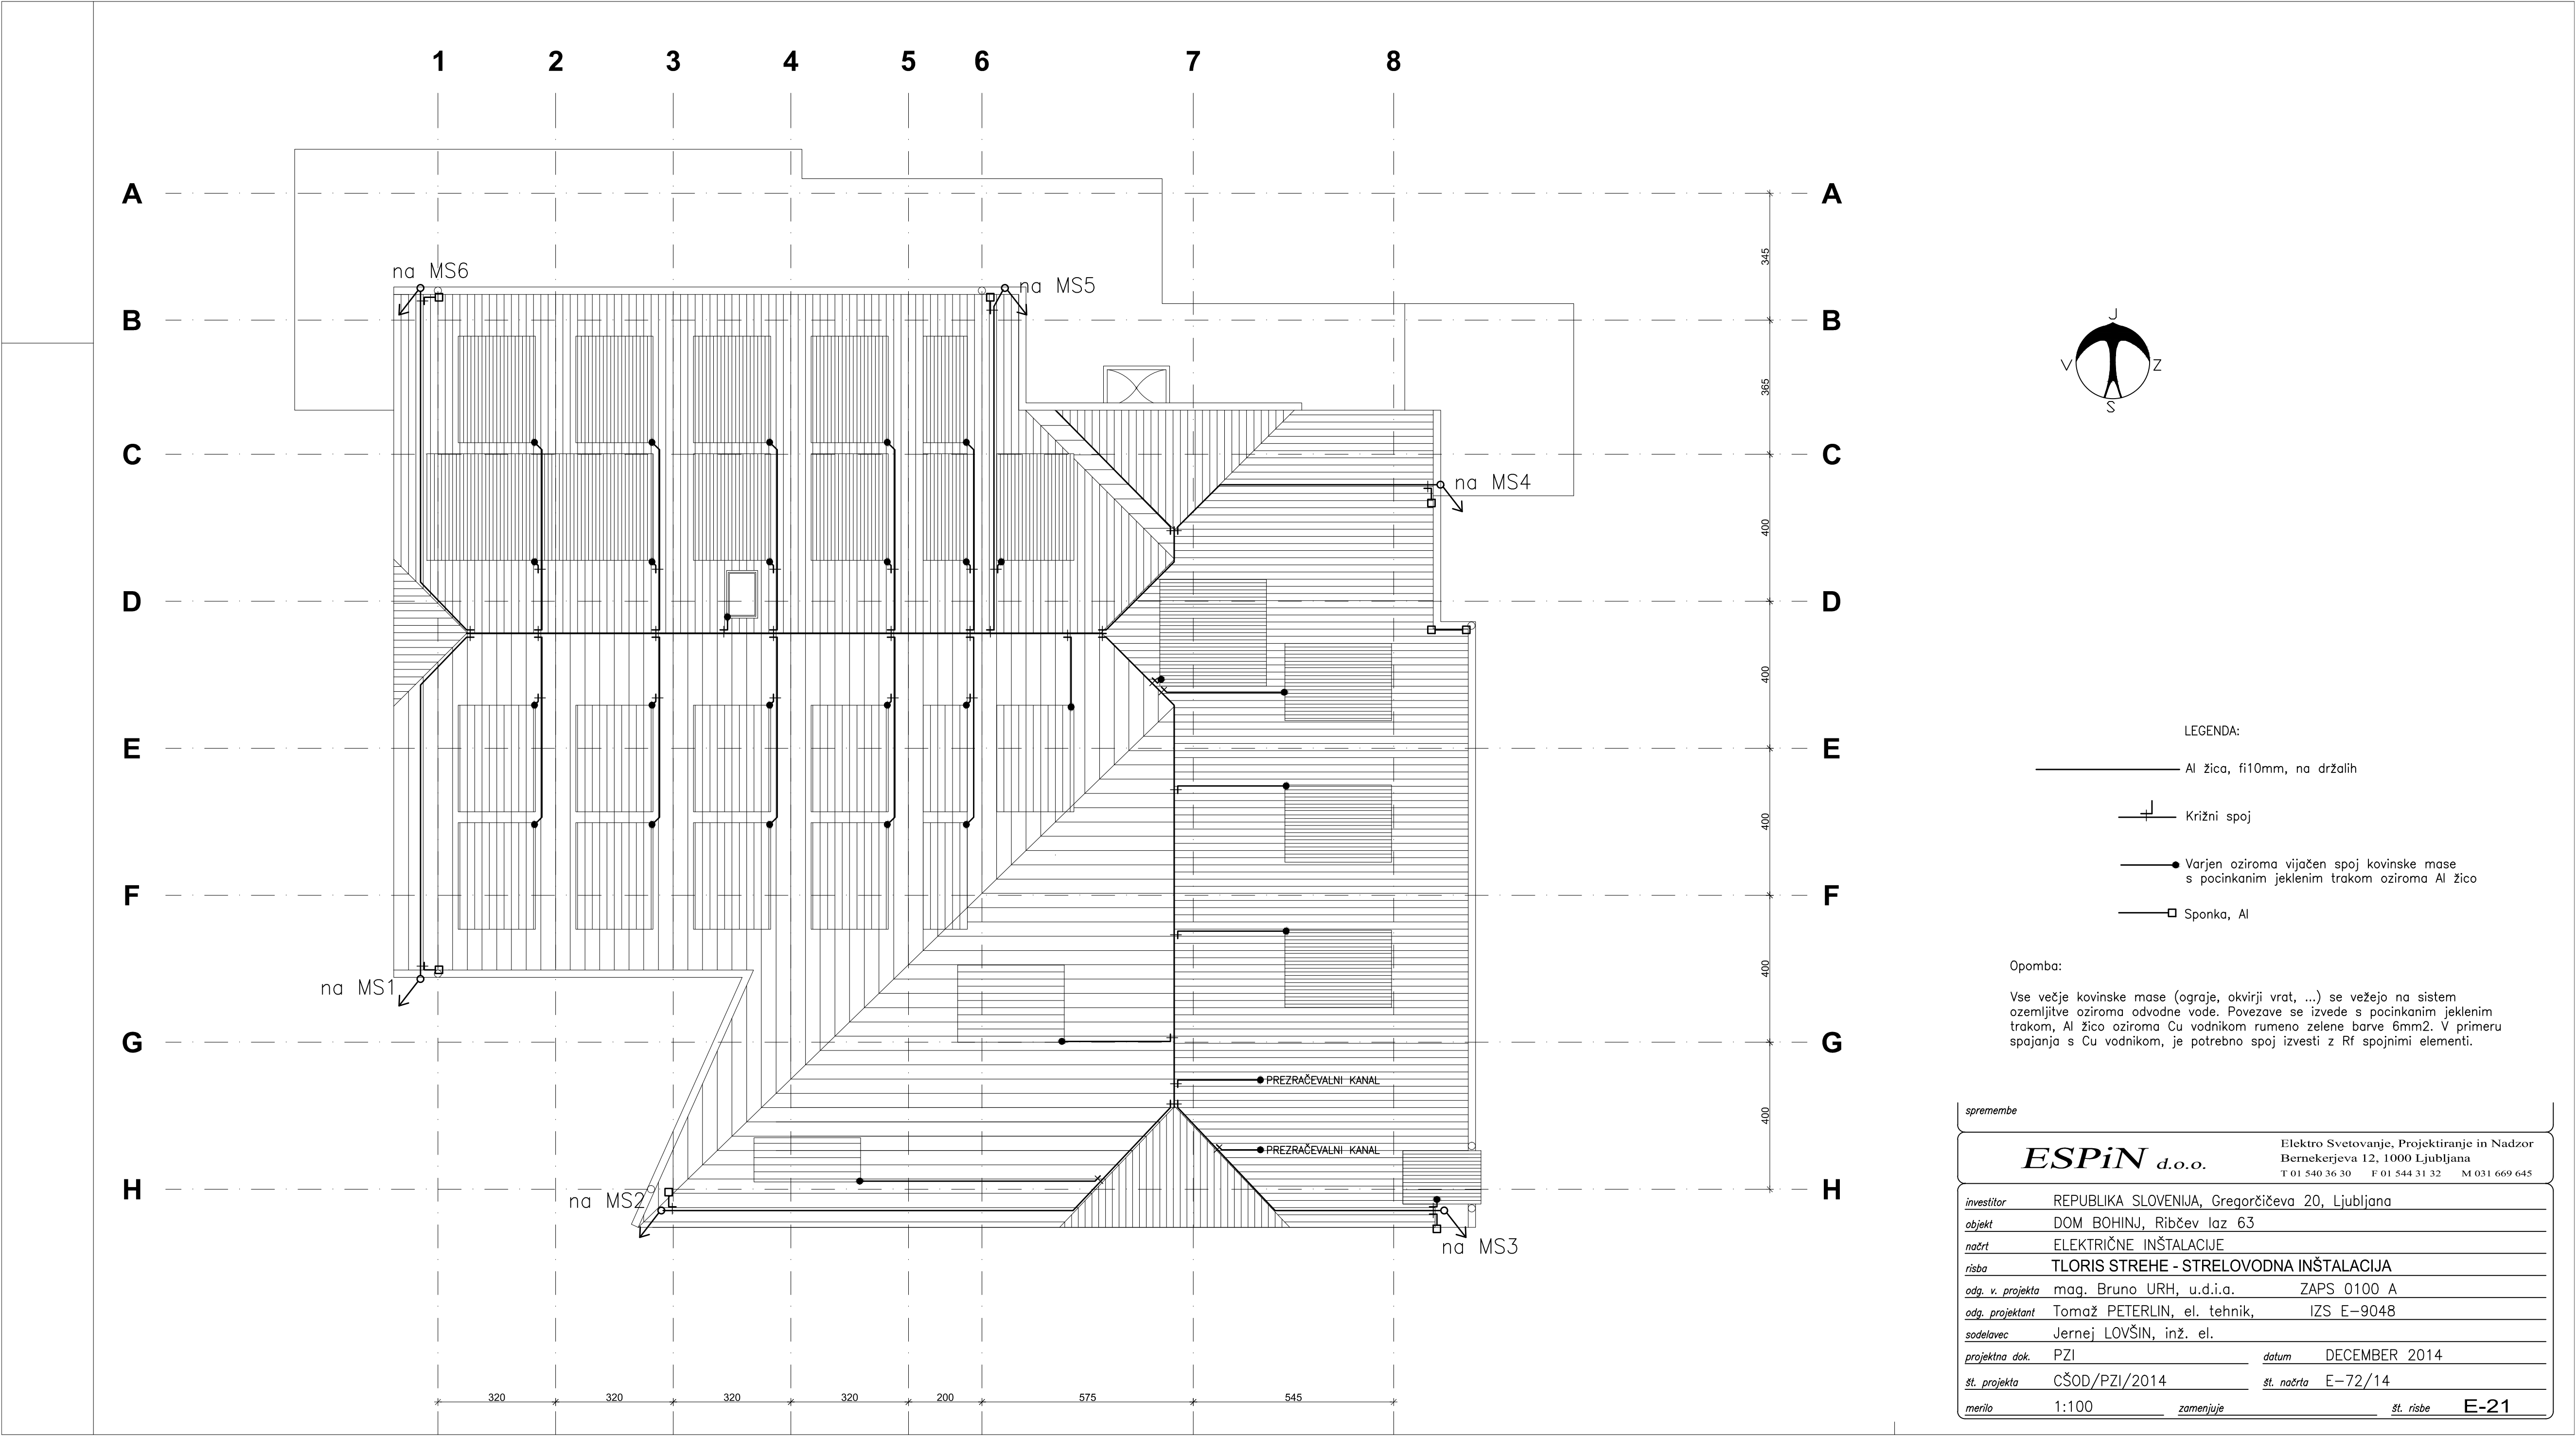 1 2 3 4 5 6 7 8
A A
345
na MS6
na MS5
B B
J
V Z
S
365
C C
na MS4
400
D D
400
LEGENDA:
E E
Al žica, fi10mm, na držalih
400
Križni spoj
Varjen oziroma vijačen spoj kovinske mase
s pocinkanim jeklenim trakom oziroma Al žico
F F
Sponka, Al
400
Opomba:
na MS1
Vse večje kovinske mase (ograje, okvirji vrat, ...) se vežejo na sistem
ozemljitve oziroma odvodne vode. Povezave se izvede s pocinkanim jeklenim
trakom, Al žico oziroma Cu vodnikom rumeno zelene barve 6mm2. V primeru
spajanja s Cu vodnikom, je potrebno spoj izvesti z Rf spojnimi elementi.
G G
PREZRAČEVALNI KANAL
400
PREZRAČEVALNI KANAL
H H
na MS2
na MS3
320 320 320 320 200 575 545
spremembe
ESPiN d.o.o.
Elektro Svetovanje, Projektiranje in Nadzor
Bernekerjeva 12, 1000 Ljubljana
T 01 540 36 30 F 01 544 31 32 M 031 669 645
investitor REPUBLIKA SLOVENIJA, Gregorčičeva 20, Ljubljana
objekt DOM BOHINJ, Ribčev laz 63
načrt ELEKTRIČNE INŠTALACIJE
risba TLORIS STREHE - STRELOVODNA INŠTALACIJA
odg. v. projekta mag. Bruno URH, u.d.i.a. ZAPS 0100 A
odg. projektant Tomaž PETERLIN, el. tehnik, IZS E-9048
sodelavec Jernej LOVŠIN, inž. el.
projektna dok. PZI datum DECEMBER 2014
št. projekta CŠOD/PZI/2014 št. načrta E-72/14
merilo 1:100 zamenjuje št. risbe E-21